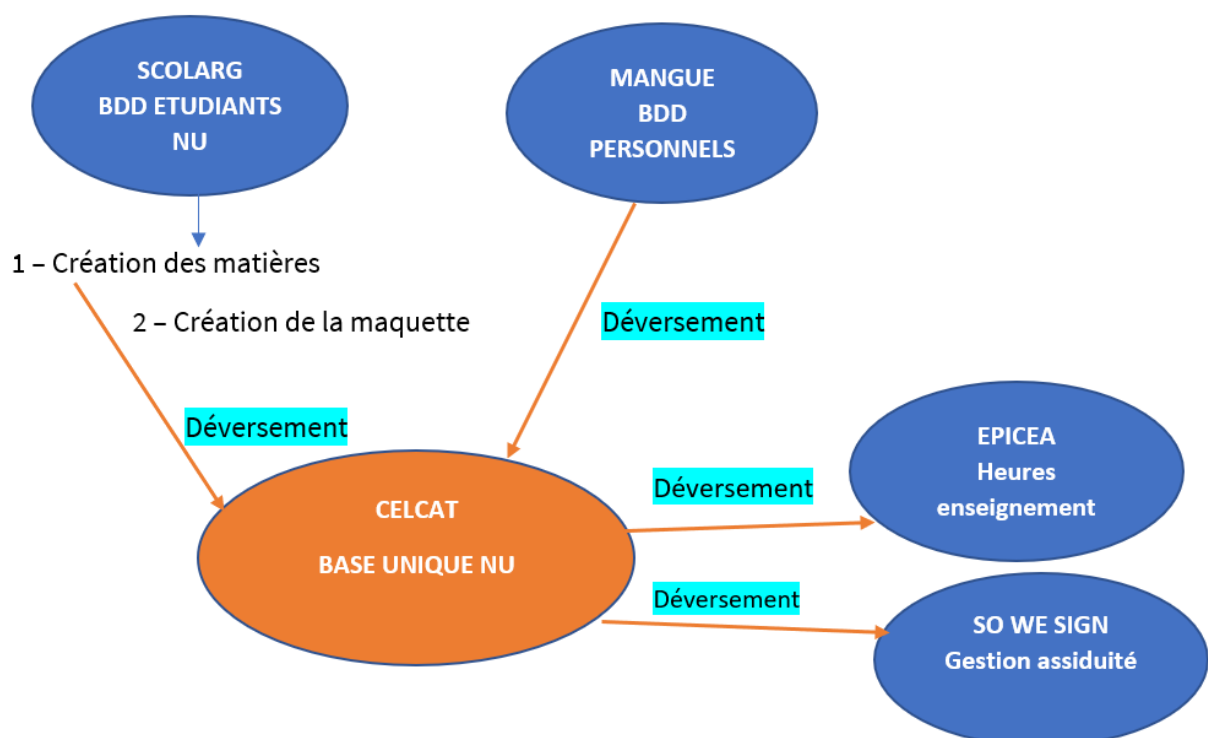 SCOLARG
BDD ETUDIANTS
NU
MANGUE
BDD
PERSONNELS
1 – Création des matières
2 – Création de la maquette
Déversement
Déversement
CELCAT
BASE UNIQUE NU
Déversement
EPICEA
Heures
enseignement
Déversement
SO WE SIGN
Gestion assiduité